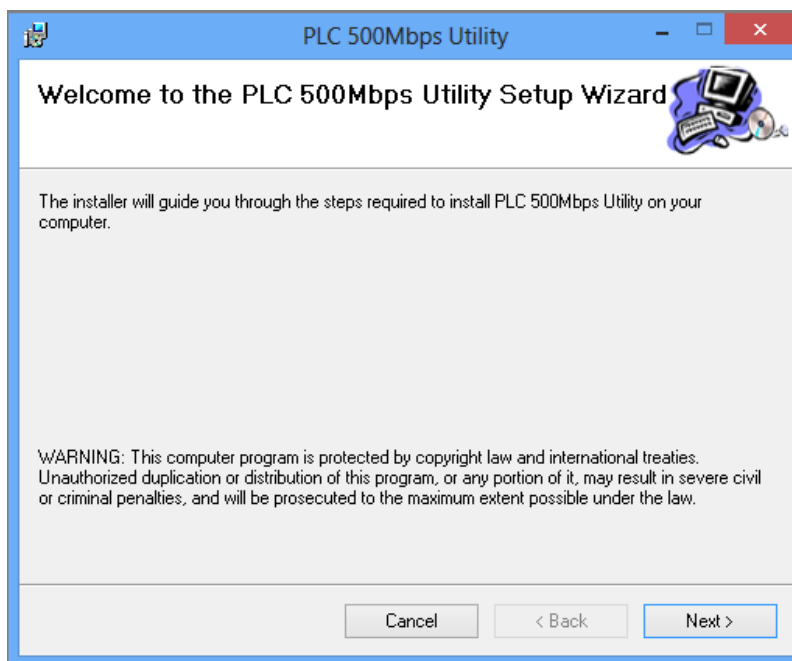 PLC 500Mbps Utility
Welcome to the PLC 500Mbps Utility Setup Wizard
The installer will guide you through the steps required to install PLC 500Mbps Utility on your
computer.
WARNING: This computer program is protected by copyright law and international treaties.
Unauthorized duplication or distribution of this program, or any portion of it, may result in severe civil
or criminal penalties, and will be prosecuted to the maximum extent possible under the law.
Cancel < Back Next >